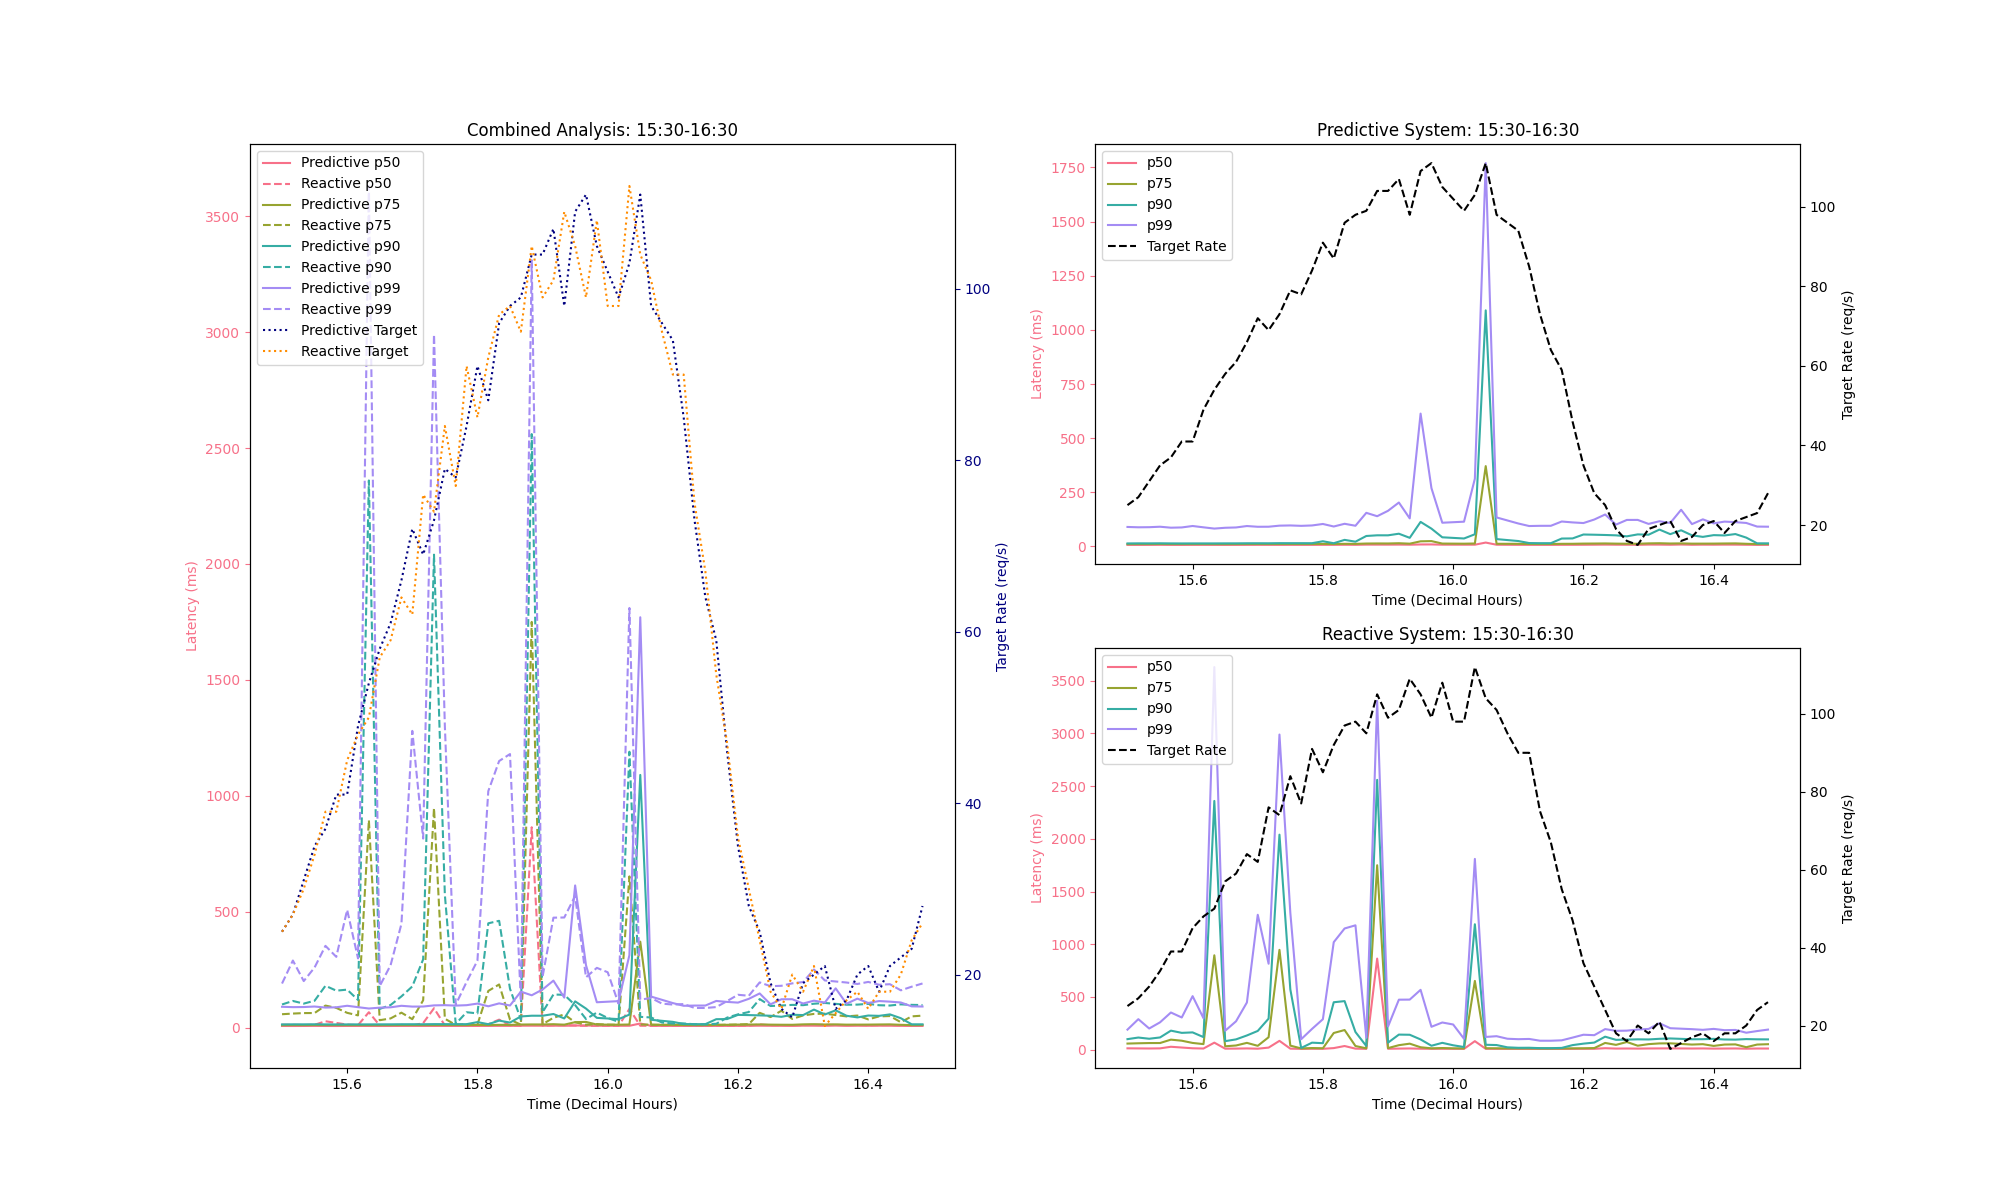 Combined Analysis: 15:30-16:30
Predictive p50
Reactive p50
Predictive p75
Reactive p75
Predictive p90
Reactive p90
Predictive p99
Reactive p99
Predictive Target
Reactive Target
3500
3000
2500
2000
1500
1000
500
0
Latency (ms)
100
80
60
40
20
Target Rate (req/s)
15.6
15.8
16.0
16.2
16.4
Time (Decimal Hours)
Predictive System: 15:30-16:30
p50
p75
p90
p99
Target Rate
1750
1500
1250
1000
750
500
250
0
Latency (ms)
100
80
60
40
20
Target Rate (req/s)
15.6
15.8
16.0
16.2
16.4
Time (Decimal Hours)
Reactive System: 15:30-16:30
p50
p75
p90
p99
Target Rate
3500
3000
2500
2000
1500
1000
500
0
Latency (ms)
100
80
60
40
20
Target Rate (req/s)
15.6
15.8
16.0
16.2
16.4
Time (Decimal Hours)